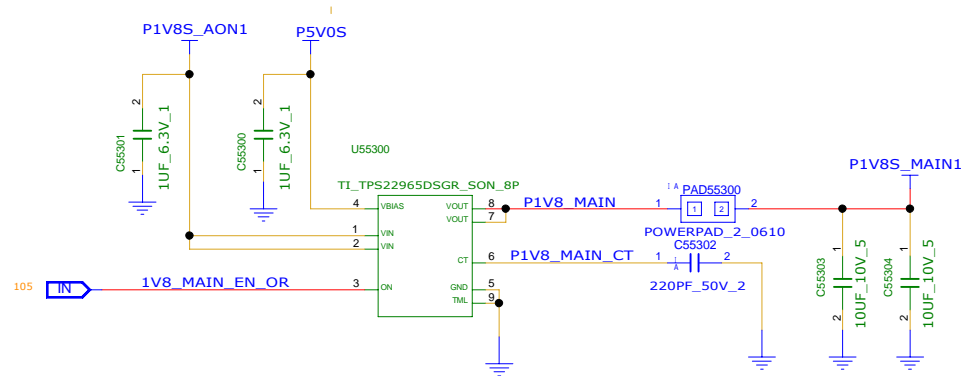 P1V8S_AON1
P5V0S
2
C55301
1UF_6.3V_1
1
2
C55300
1UF_6.3V_1
1
U55300
TI_TPS22965DSGR_SON_8P
4 VBIAS
1 VIN
2 VIN
3 ON
VOUT 8
VOUT 7
CT 6
GND 5
TML 9
105 IN 1V8_MAIN_EN_OR
P1V8_MAIN
1 I A PAD55300 2
1 2
POWERPAD_2_0610
P1V8_MAIN_CT
C55302
1 I A 2
220PF_50V_2
P1V8S_MAIN1
1
C55303
10UF_10V_5
2
1
C55304
10UF_10V_5
2